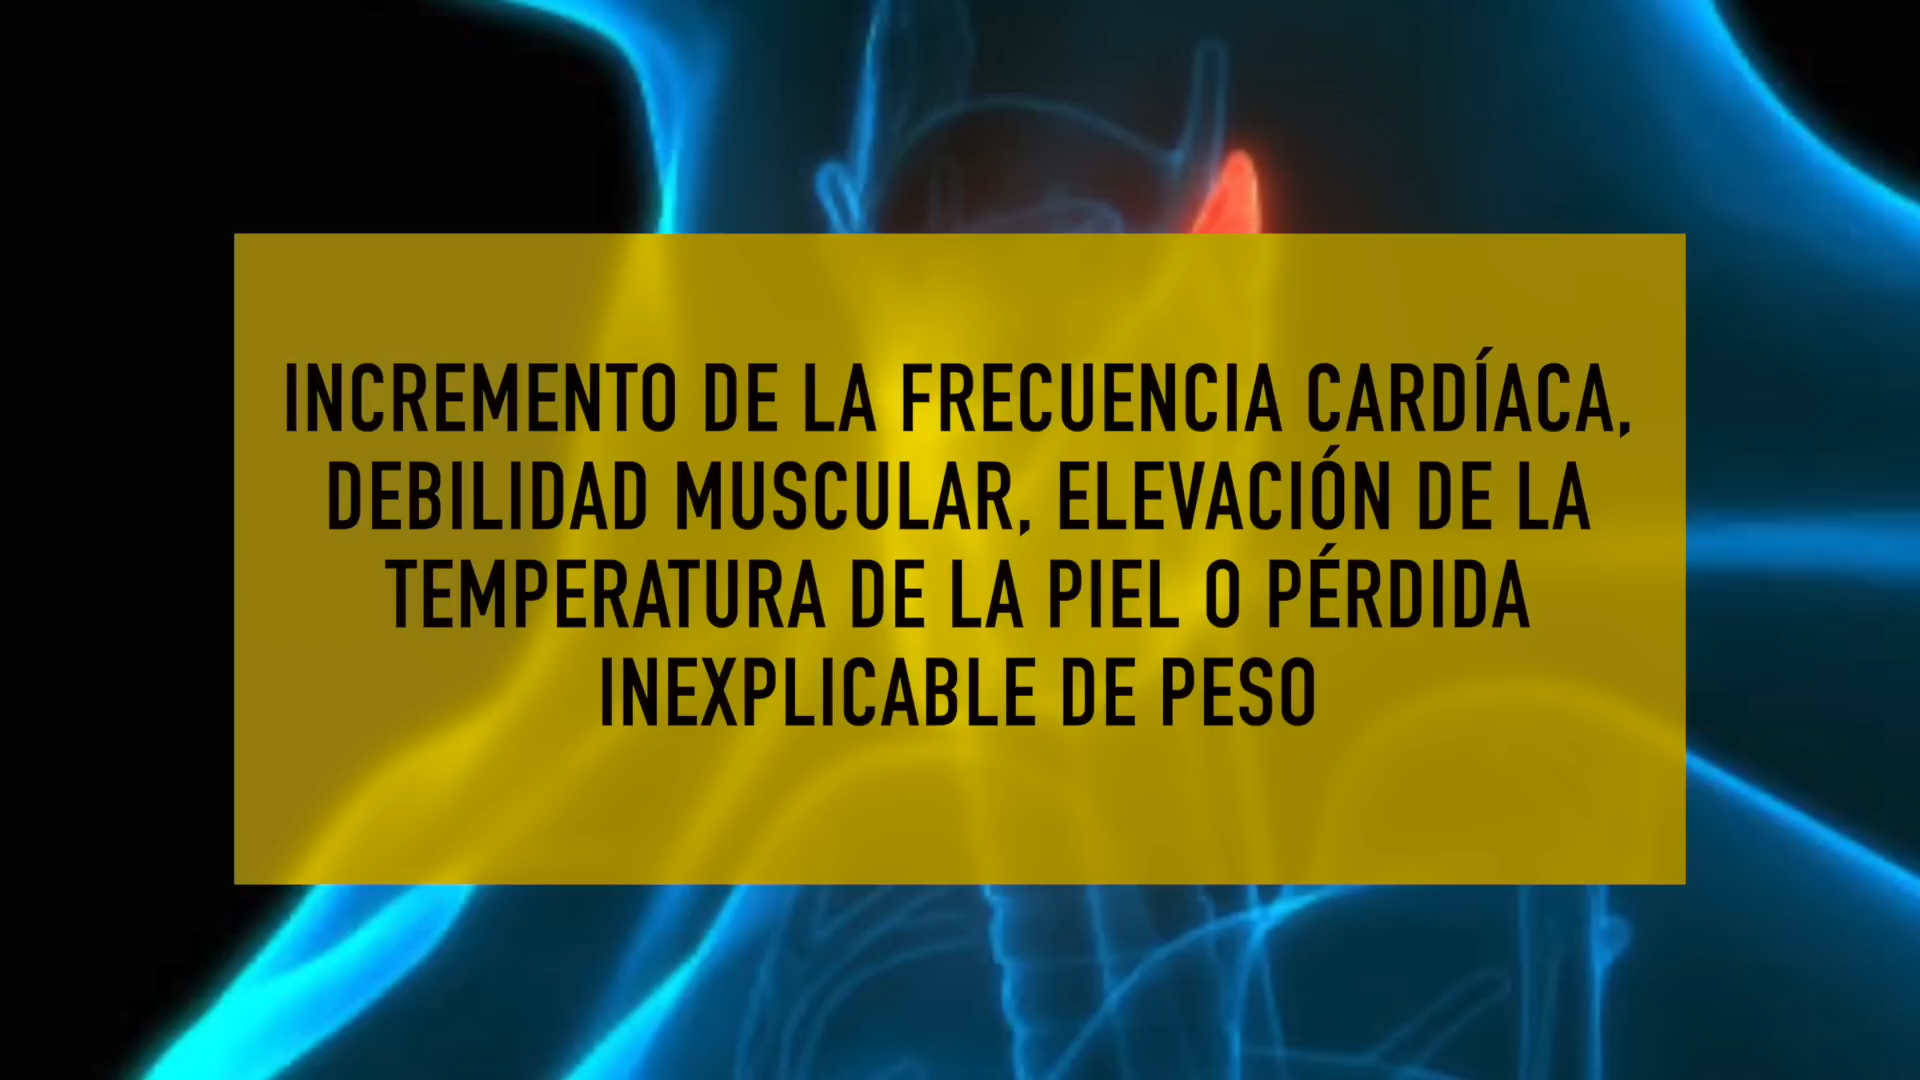 INCREMENTO DE LA FRECUENCIA CARDÍACA,
DEBILIDAD MUSCULAR, ELEVACIÓN DE LA
TEMPERATURA DE LA PIEL O PÉRDIDA
INEXPLICABLE DE PESO